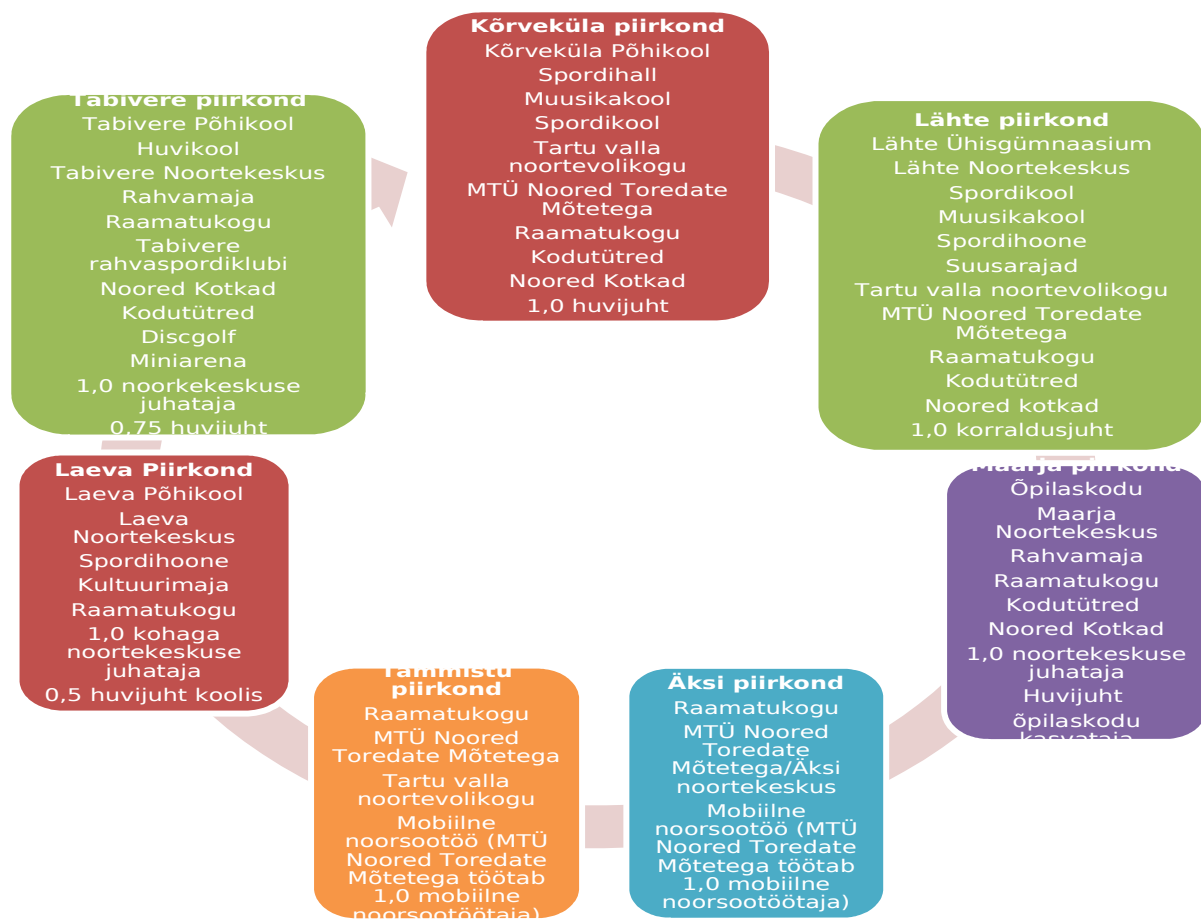 Kõrveküla piirkond
Kõrveküla Põhikool
Spordihall
Muusikakool
Spordikool
Tartu valla
noortevolikogu
MTÜ Noored Toredate
Mõtetega
Raamatukogu
Kodutütred
Noored Kotkad
1,0 huvijuht
Lähte piirkond
Lähte Ühisgümnaasium
Lähte Noortekeskus
Spordikool
Muusikakool
Spordihoone
Suusarajad
Tartu valla noortevolikogu
MTÜ Noored Toredate
Mõtetega
Raamatukogu
Kodutütred
Noored kotkad
1,0 korraldusjuht
Maarja piirkond
Õpilaskodu
Maarja
Noortekeskus
Rahvamaja
Raamatukogu
Kodutütred
Noored Kotkad
1,0 noortekeskuse
juhataja
Huvijuht
õpilaskodu
kasvataja
Äksi piirkond
Raamatukogu
MTÜ Noored
Toredate
Mõtetega/Äksi
noortekeskus
Mobiilne
noorsootöö (MTÜ
Noored Toredate
Mõtetega töötab
1,0 mobiilne
noorsootöötaja)
Tammistu
piirkond
Raamatukogu
MTÜ Noored
Toredate Mõtetega
Tartu valla
noortevolikogu
Mobiilne
noorsootöö (MTÜ
Noored Toredate
Mõtetega töötab
1,0 mobiilne
noorsootöötaja)
Laeva Piirkond
Laeva Põhikool
Laeva
Noortekeskus
Spordihoone
Kultuurimaja
Raamatukogu
1,0 kohaga
noortekeskuse
juhataja
0,5 huvijuht koolis
Tabivere piirkond
Tabivere Põhikool
Huvikool
Tabivere Noortekeskus
Rahvamaja
Raamatukogu
Tabivere
rahvaspordiklubi
Noored Kotkad
Kodutütred
Discgolf
Miniarena
1,0 noorkekeskuse
juhataja
0,75 huvijuht